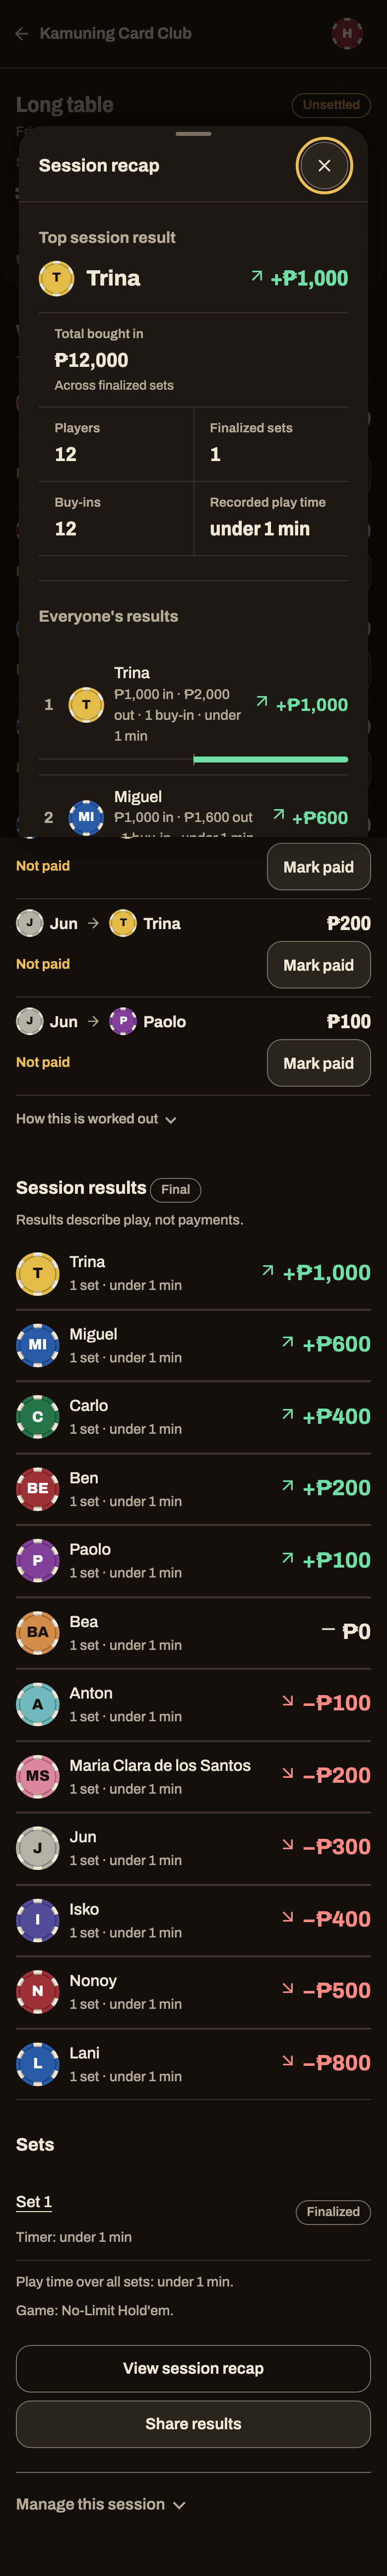 Kamuning Card Club
H
Long table
Unsettled
Session recap
Top session result
T
Trina
+₱1,000
Total bought in
₱12,000
Across finalized sets
Players
12
Finalized sets
1
Buy-ins
12
Recorded play time
under 1 min
Everyone's results
1
T
Trina
₱1,000 in · ₱2,000
out · 1 buy-in · under
1 min
+₱1,000
2
MI
Miguel
₱1,000 in · ₱1,600 out
· 1 buy-in · under 1 min
+₱600
Not paid
Mark paid
J Jun → T Trina
₱200
Not paid
Mark paid
J Jun → P Paolo
₱100
Not paid
Mark paid
How this is worked out
Session results
Final
Results describe play, not payments.
T
Trina
1 set · under 1 min
+₱1,000
MI
Miguel
1 set · under 1 min
+₱600
C
Carlo
1 set · under 1 min
+₱400
BE
Ben
1 set · under 1 min
+₱200
P
Paolo
1 set · under 1 min
+₱100
BA
Bea
1 set · under 1 min
— ₱0
A
Anton
1 set · under 1 min
−₱100
MS
Maria Clara de los Santos
1 set · under 1 min
−₱200
J
Jun
1 set · under 1 min
−₱300
I
Isko
1 set · under 1 min
−₱400
N
Nonoy
1 set · under 1 min
−₱500
L
Lani
1 set · under 1 min
−₱800
Sets
Set 1
Finalized
Timer: under 1 min
Play time over all sets: under 1 min.
Game: No-Limit Hold'em.
View session recap
Share results
Manage this session